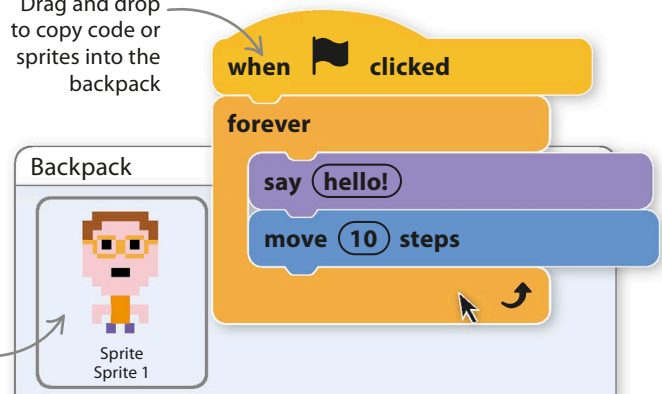 Drag and drop
to copy code or
sprites into the
backpack
when clicked
forever
say hello!
move 10 steps
Backpack
Sprite
Sprite 1